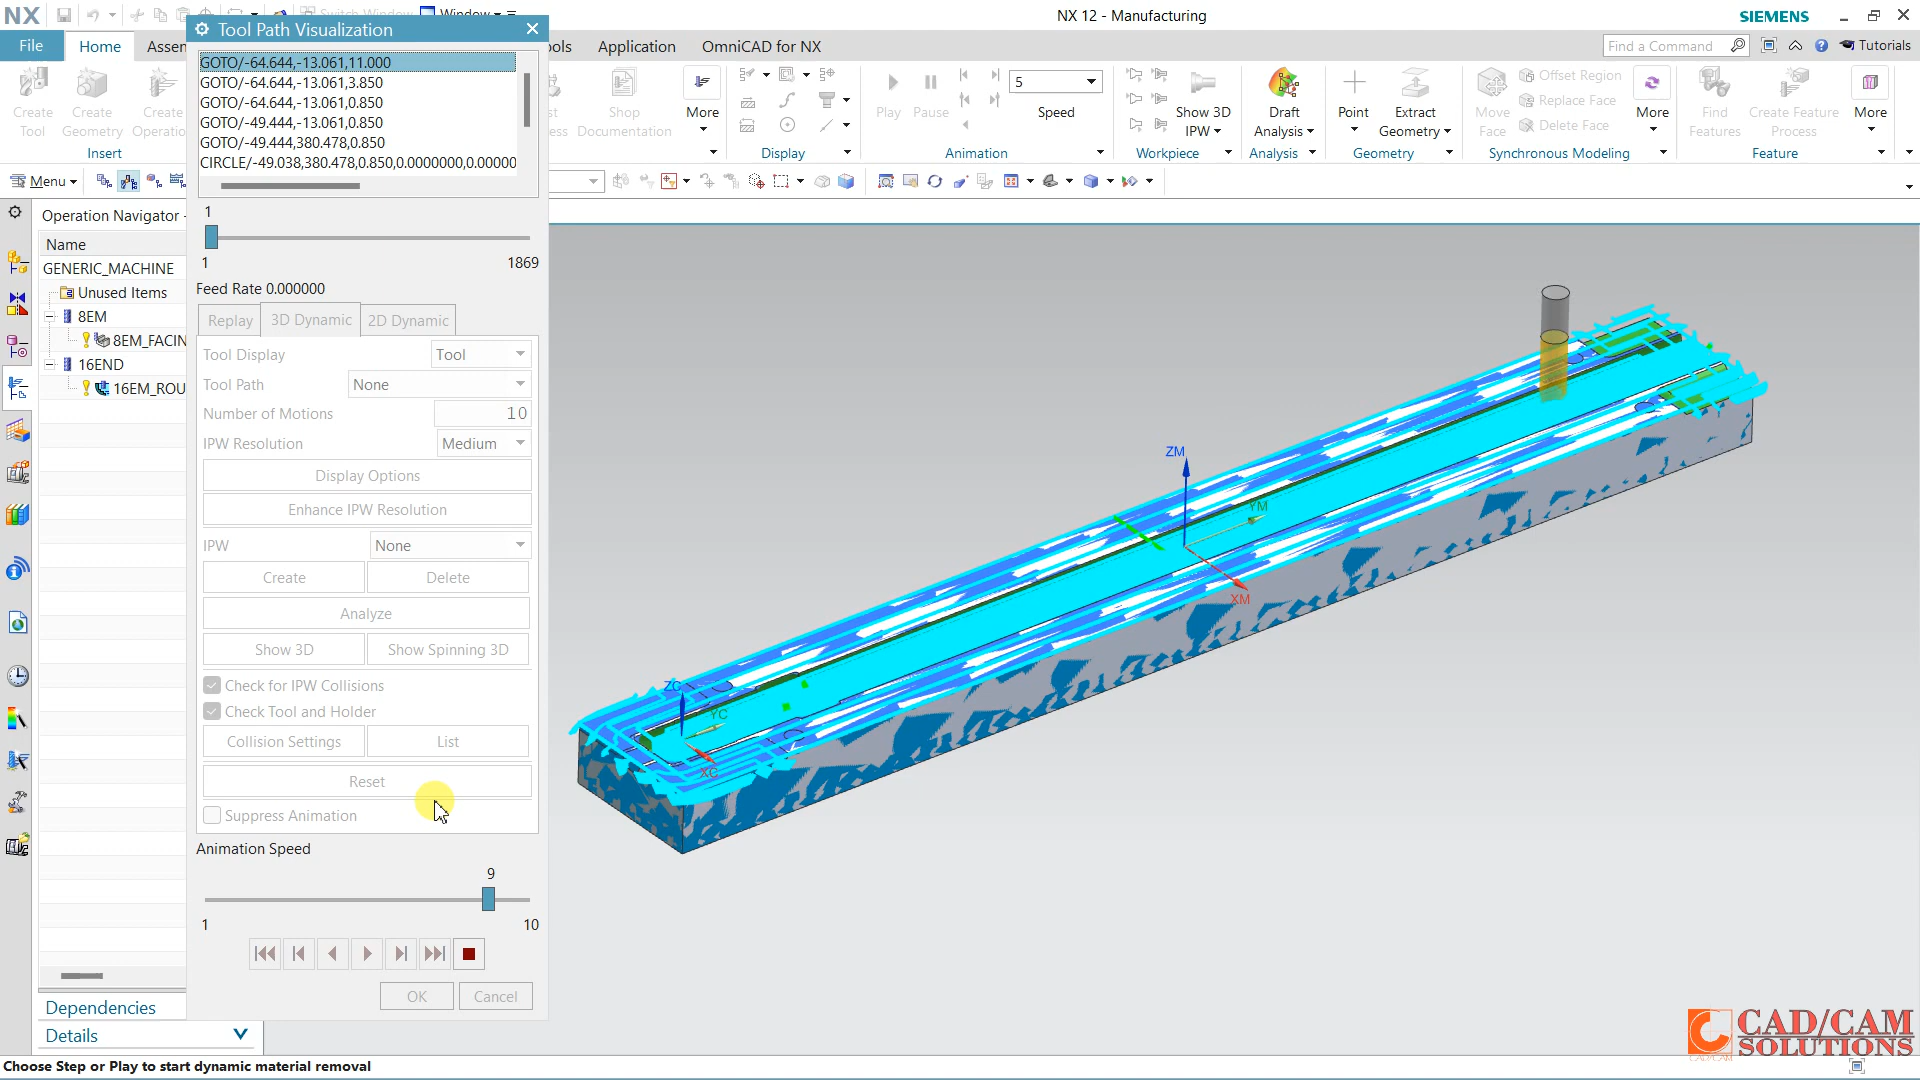 NX
Switch Window
Window
NX 12 - Manufacturing
SIEMENS
File
Home
Assem
Tool Path Visualization
ools
Application
OmniCAD for NX
Find a Command
Tutorials
Create Tool
Create Geometry
Create Operation
Insert
Shop Documentation
More
Display
Play
Pause
5
Speed
Animation
Show 3D IPW
Workpiece
Draft Analysis
Analysis
Point
Extract Geometry
Geometry
Move Face
Offset Region
Replace Face
Delete Face
More
Synchronous Modeling
Find Features
Create Feature Process
More
Feature
Menu
GOTO/-64.644,-13.061,11.000
GOTO/-64.644,-13.061,3.850
GOTO/-64.644,-13.061,0.850
GOTO/-49.444,-13.061,0.850
GOTO/-49.444,380.478,0.850
CIRCLE/-49.038,380.478,0.850,0.0000000,0.00000
1
1
1869
Feed Rate 0.000000
Replay
3D Dynamic
2D Dynamic
Tool Display
Tool
Tool Path
None
Number of Motions
10
IPW Resolution
Medium
Display Options
Enhance IPW Resolution
IPW
None
Create
Delete
Analyze
Show 3D
Show Spinning 3D
Check for IPW Collisions
Check Tool and Holder
Collision Settings
List
Reset
Suppress Animation
Animation Speed
9
1
10
OK
Cancel
Operation Navigator -
Name
GENERIC_MACHINE
Unused Items
8EM
8EM_FACIN
16END
16EM_ROU
Dependencies
Details
ZM
YM
XM
ZC
YC
XC
CAD/CAM
SOLUTIONS
CAD/CAM
Choose Step or Play to start dynamic material removal